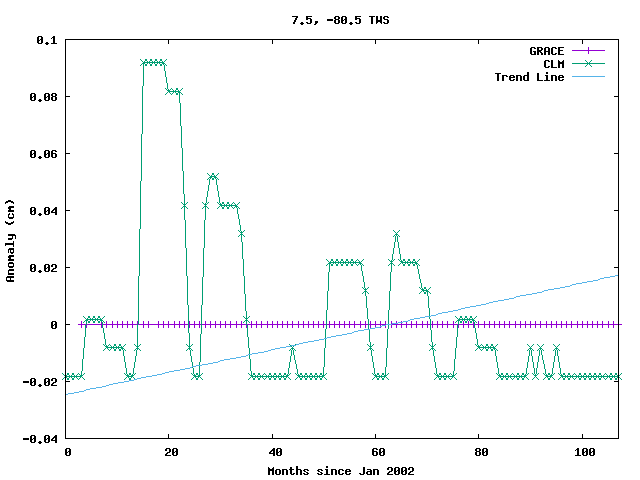 7.5, -80.5 TWS
GRACE
CLM
Trend Line
Anomaly (cm)
0.1
0.08
0.06
0.04
0.02
0
-0.02
-0.04
0 20 40 60 80 100
Months since Jan 2002